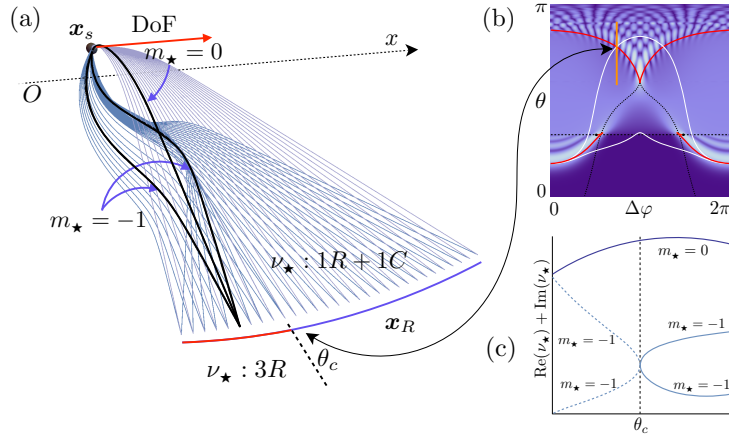 (a)
x_s
DoF
x
m_★ = 0
O
m_★ = −1
ν_★ : 1R + 1C
x_R
θ_c
ν_★ : 3R
(b)
π
θ
0
0 Δφ 2π
(c)
Re(ν_★) + Im(ν_★)
m_★ = 0
m_★ = −1
m_★ = −1
m_★ = −1
m_★ = −1
θ_c